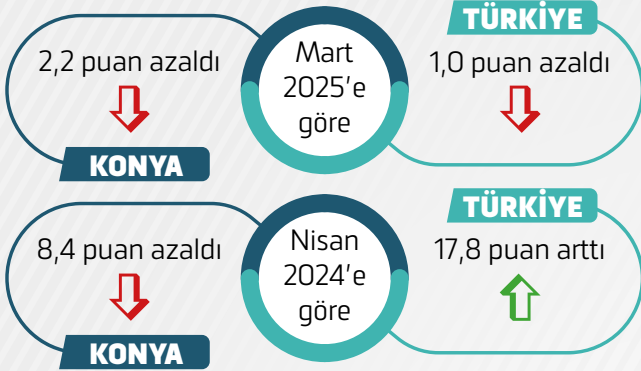 2,2 puan azaldı
KONYA
Mart
2025'e
göre
TÜRKİYE
1,0 puan azaldı
8,4 puan azaldı
KONYA
Nisan
2024'e
göre
TÜRKİYE
17,8 puan arttı